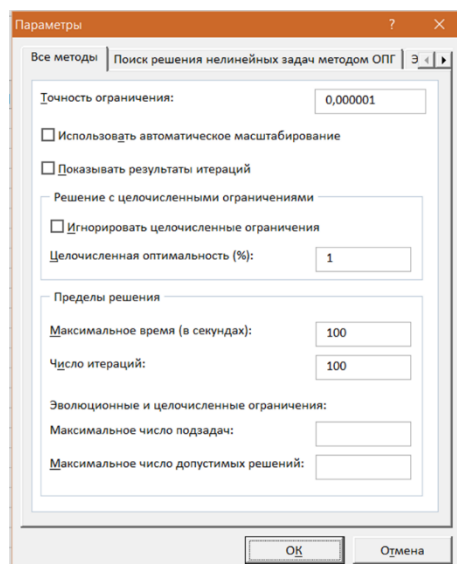 Параметры ? ×
Все методы Поиск решения нелинейных задач методом ОПГ Э
Точность ограничения: 0,000001
Использовать автоматическое масштабирование
Показывать результаты итераций
Решение с целочисленными ограничениями
Игнорировать целочисленные ограничения
Целочисленная оптимальность (%): 1
Пределы решения
Максимальное время (в секундах): 100
Число итераций: 100
Эволюционные и целочисленные ограничения:
Максимальное число подзадач:
Максимальное число допустимых решений:
ОК Отмена